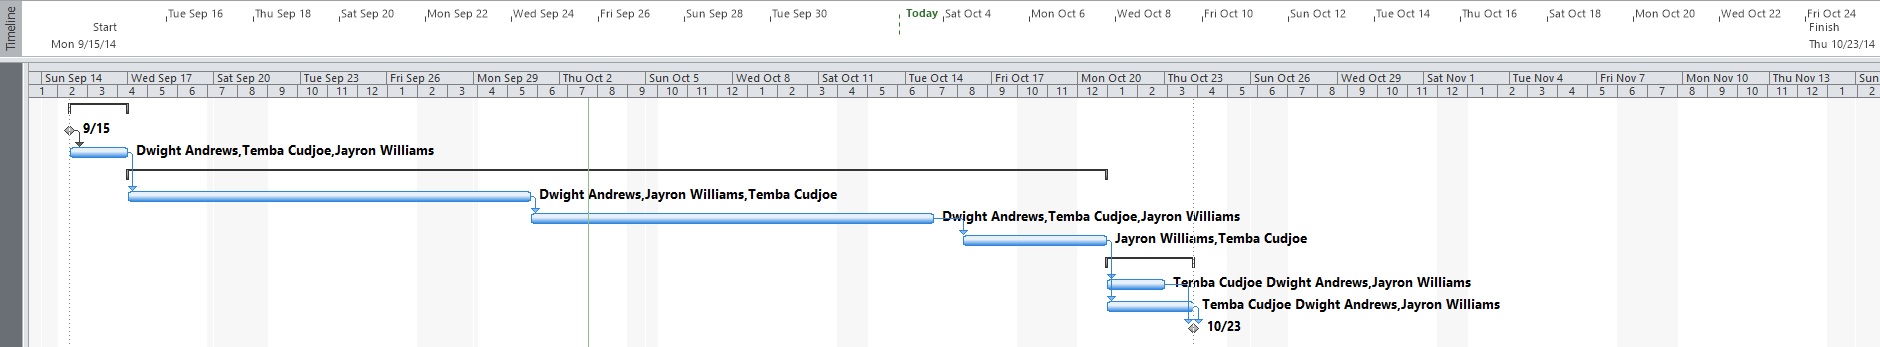 Timeline
Tue Sep 16 Thu Sep 18 Sat Sep 20 Mon Sep 22 Wed Sep 24 Fri Sep 26 Sun Sep 28 Tue Sep 30 Today Sat Oct 4 Mon Oct 6 Wed Oct 8 Fri Oct 10 Sun Oct 12 Tue Oct 14 Thu Oct 16 Sat Oct 18 Mon Oct 20 Wed Oct 22 Fri Oct 24
Start Finish
Mon 9/15/14 Thu 10/23/14
Sun Sep 14 Wed Sep 17 Sat Sep 20 Tue Sep 23 Fri Sep 26 Mon Sep 29 Thu Oct 2 Sun Oct 5 Wed Oct 8 Sat Oct 11 Tue Oct 14 Fri Oct 17 Mon Oct 20 Thu Oct 23 Sun Oct 26 Wed Oct 29 Sat Nov 1 Tue Nov 4 Fri Nov 7 Mon Nov 10 Thu Nov 13 Sun
1 2 3 4 5 6 7 8 9 10 11 12 1 2 3 4 5 6 7 8 9 10 11 12 1 2 3 4 5 6 7 8 9 10 11 12 1 2 3 4 5 6 7 8 9 10 11 12 1 2 3 4 5 6 7 8 9 10 11 12 1 2
9/15
Dwight Andrews,Temba Cudjoe,Jayron Williams
Dwight Andrews,Jayron Williams,Temba Cudjoe
Dwight Andrews,Temba Cudjoe,Jayron Williams
Jayron Williams,Temba Cudjoe
Temba Cudjoe Dwight Andrews,Jayron Williams
Temba Cudjoe Dwight Andrews,Jayron Williams
10/23